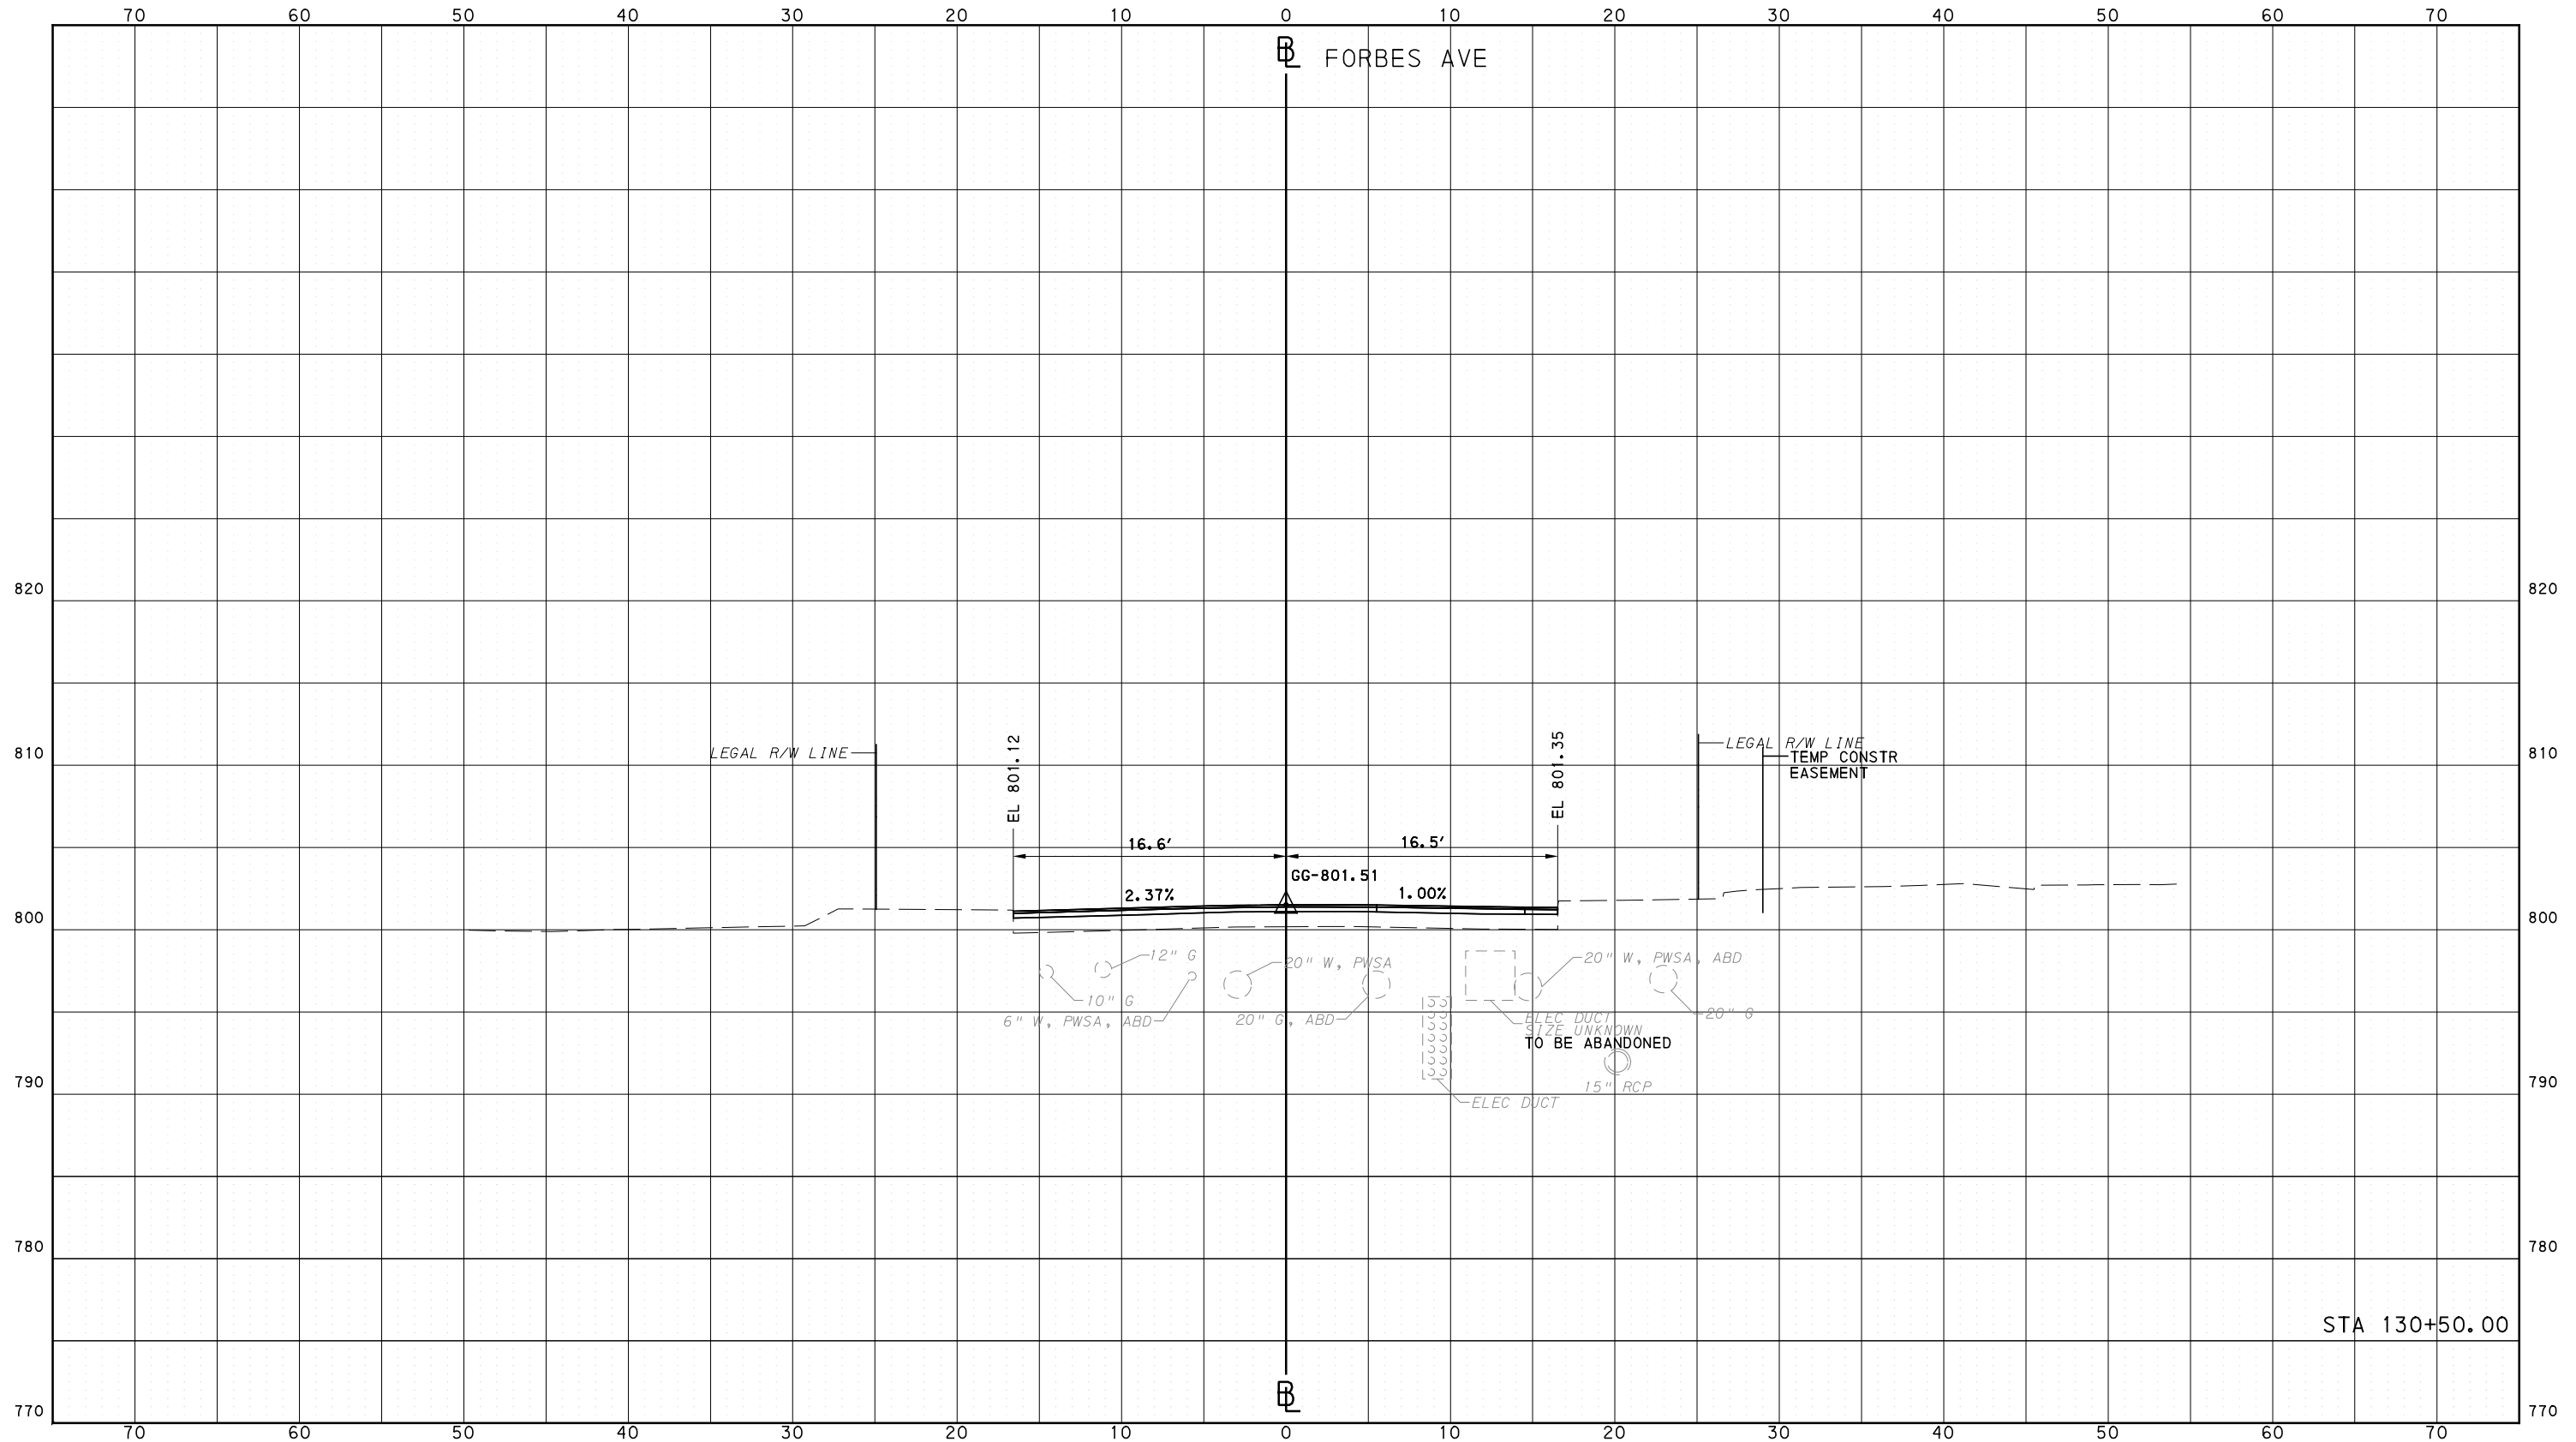 70 60 50 40 30 20 10 0 10 20 30 40 50 60 70
BL FORBES AVE
820 820
EL 801.12
EL 801.35
810 LEGAL R/W LINE LEGAL R/W LINE 810
TEMP CONSTR
EASEMENT
16.6' 16.5'
GG-801.51
2.37% 1.00%
800 800
12" G 20" W, PWSA 20" W, PWSA, ABD
10" G
6" W, PWSA, ABD 20" G, ABD ELEC DUCT 20" G
SIZE UNKNOWN
TO BE ABANDONED
790 15" RCP 790
ELEC DUCT
780 780
STA 130+50.00
BL
770 770
70 60 50 40 30 20 10 0 10 20 30 40 50 60 70